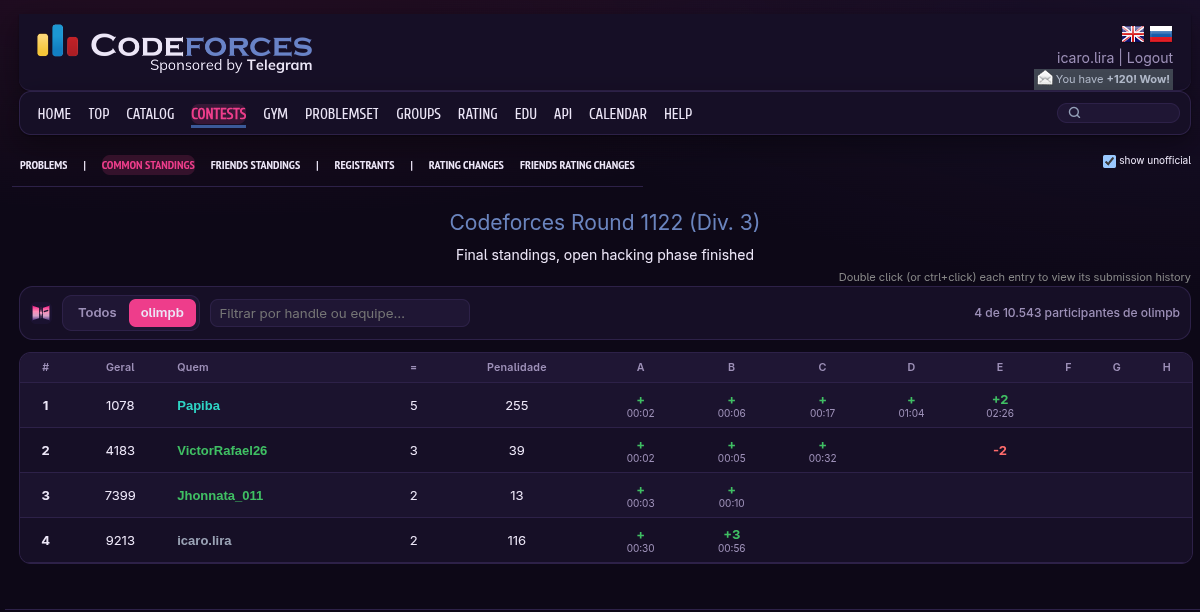 CODEFORCES
Sponsored by Telegram
icaro.lira | Logout
You have +120! Wow!
HOME TOP CATALOG CONTESTS GYM PROBLEMSET GROUPS RATING EDU API CALENDAR HELP
PROBLEMS | COMMON STANDINGS FRIENDS STANDINGS | REGISTRANTS | RATING CHANGES FRIENDS RATING CHANGES
show unofficial
Codeforces Round 1122 (Div. 3)
Final standings, open hacking phase finished
Double click (or ctrl+click) each entry to view its submission history
Todos olimpb Filtrar por handle ou equipe... 4 de 10.543 participantes de olimpb
# Geral Quem = Penalidade A B C D E F G H
1 1078 Papiba 5 255 + + + + +2
00:02 00:06 00:17 01:04 02:26
2 4183 VictorRafael26 3 39 + + + -2
00:02 00:05 00:32
3 7399 Jhonnata_011 2 13 + +
00:03 00:10
4 9213 icaro.lira 2 116 + +3
00:30 00:56